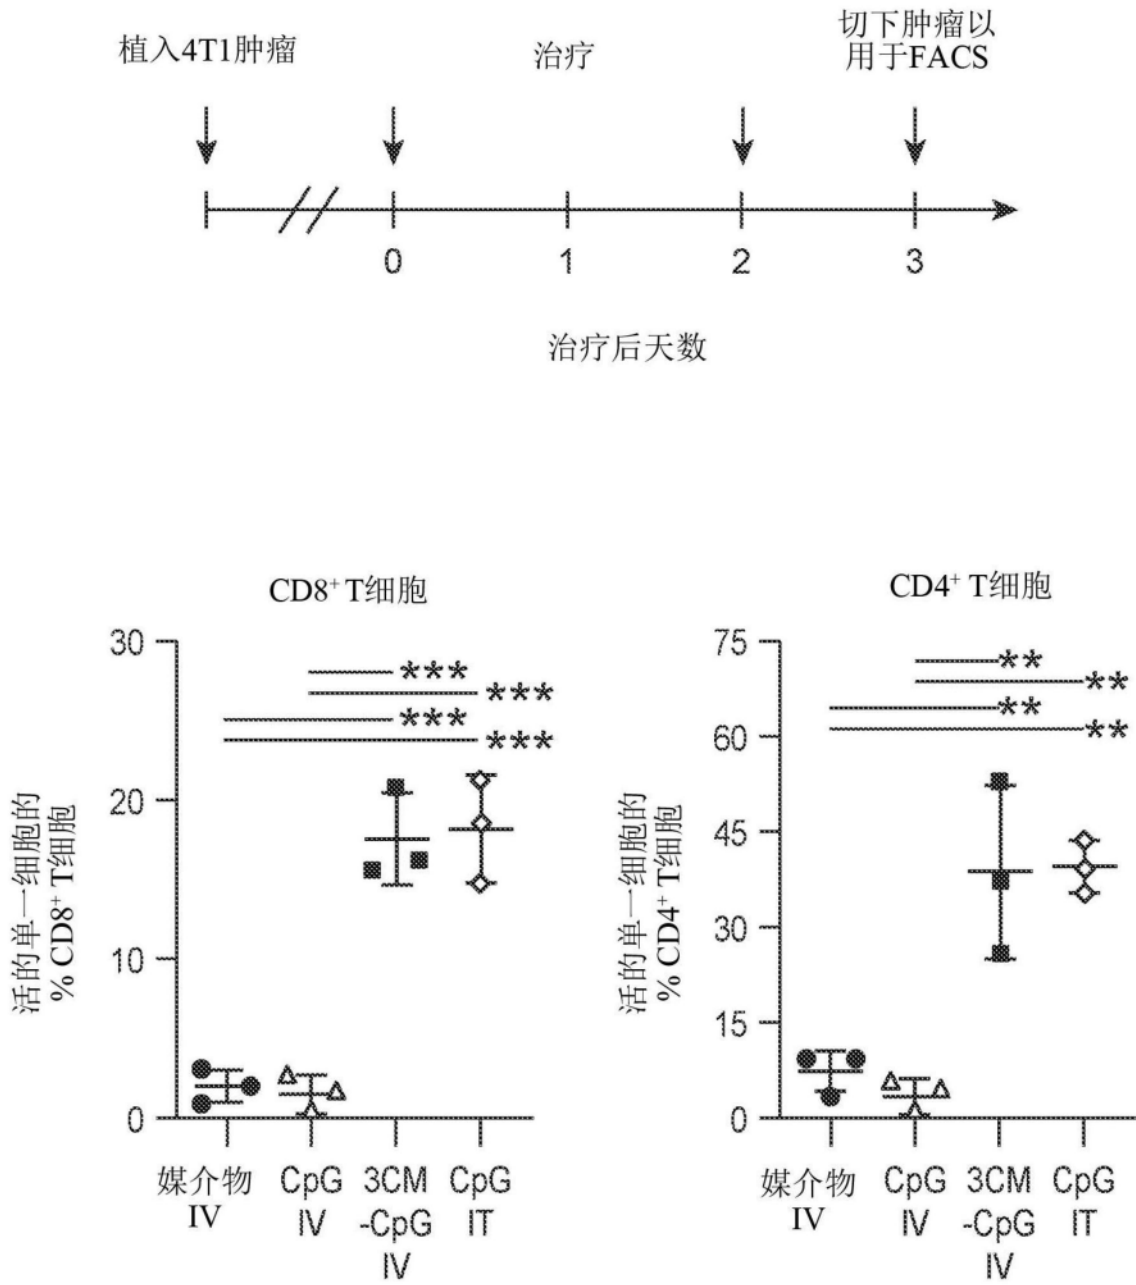 植入4T1肿瘤
治疗
切下肿瘤以
用于FACS
0 1 2 3
治疗后天数
CD8+ T细胞
活的单一细胞的
% CD8+ T细胞
30
20
10
0
***
***
***
***
媒介物
IV
CpG
IV
3CM
-CpG
IV
CpG
IT
CD4+ T细胞
活的单一细胞的
% CD4+ T细胞
75
60
45
30
15
0
**
**
**
**
媒介物
IV
CpG
IV
3CM
-CpG
IV
CpG
IT